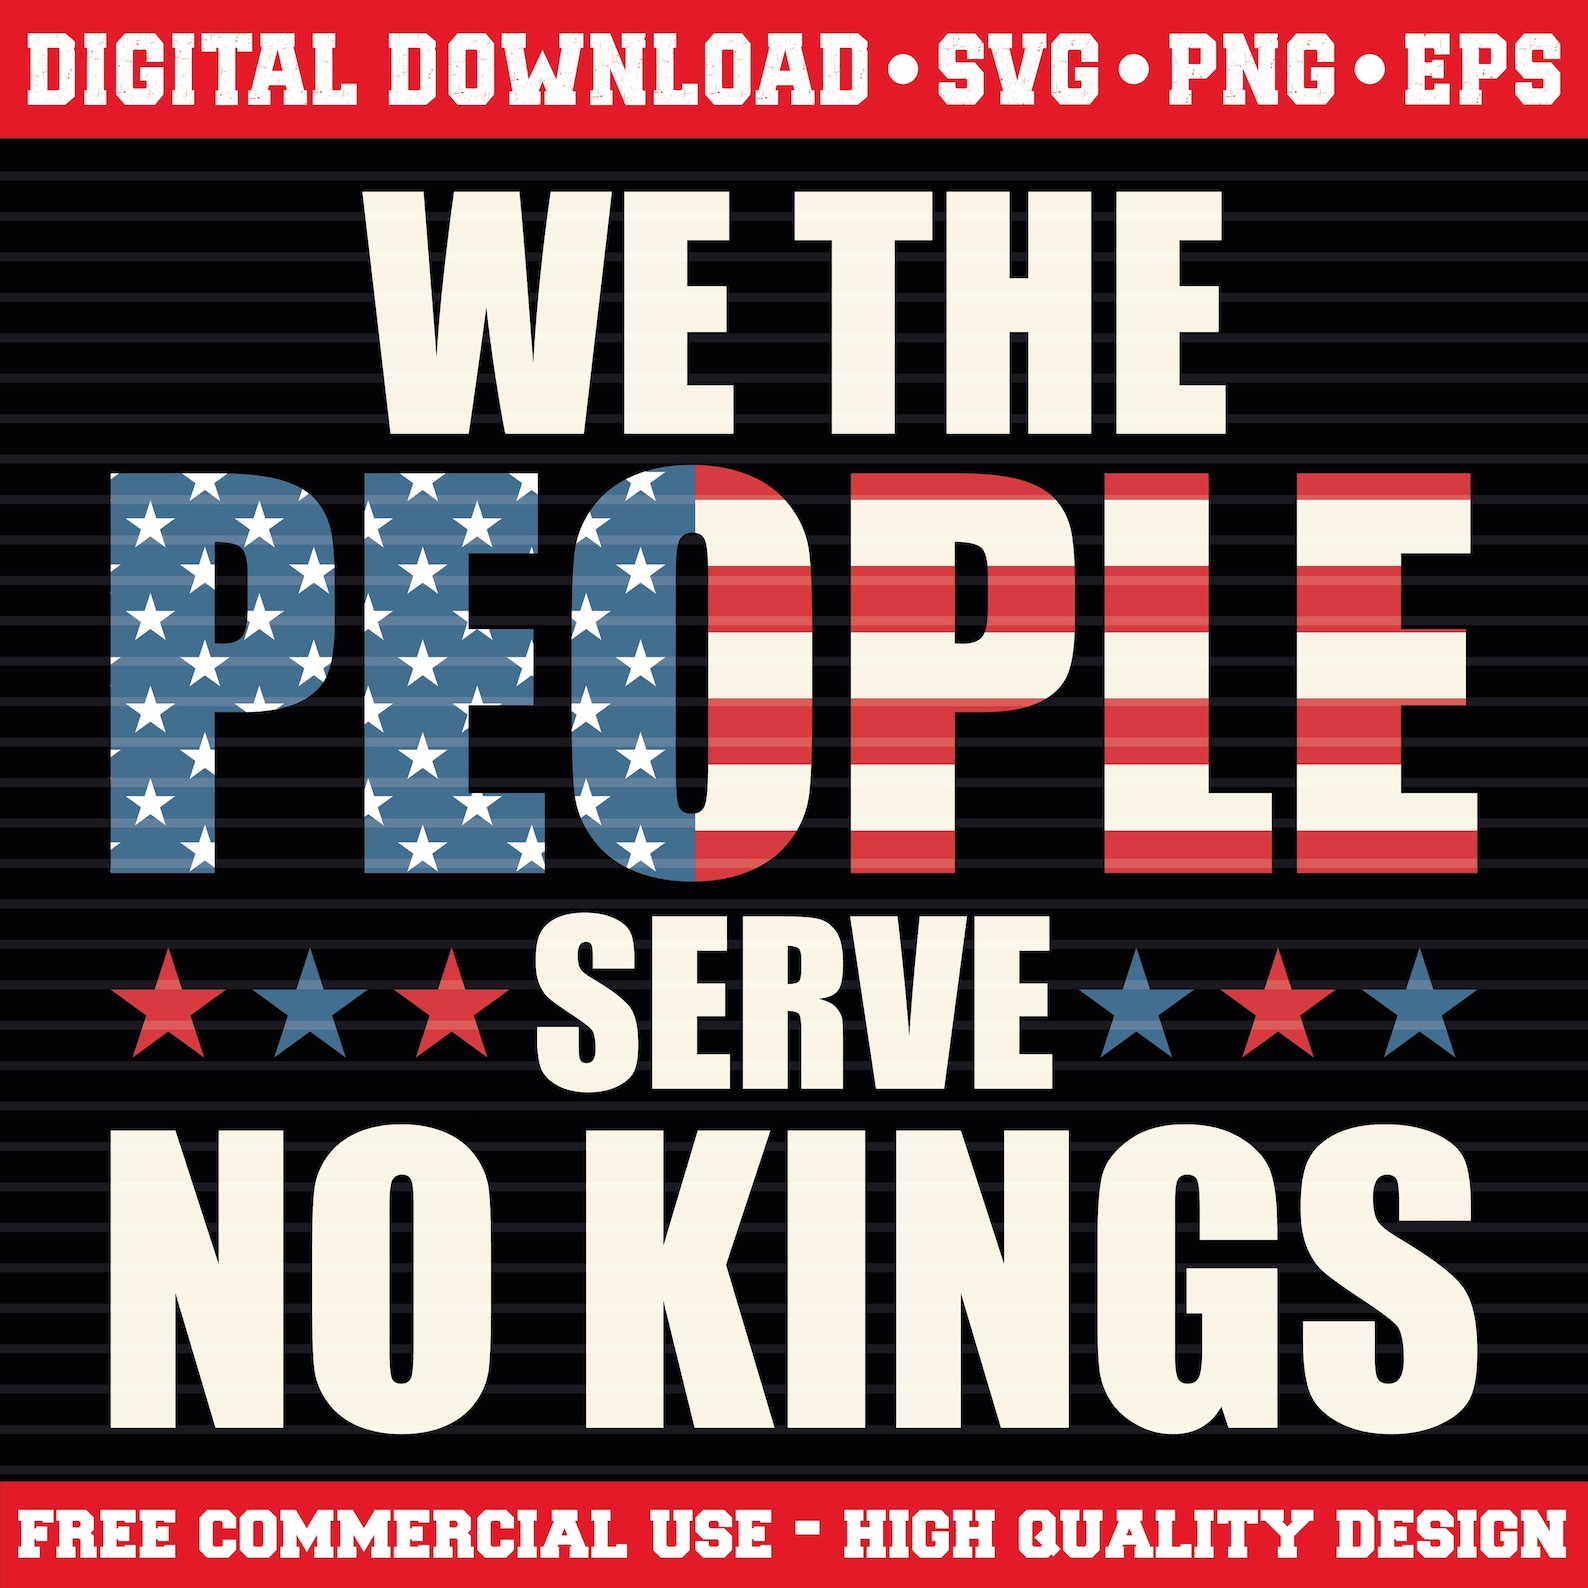 DIGITAL DOWNLOAD • SVG • PNG • EPS
WE THE
PEOPLE
SERVE
NO KINGS
FREE COMMERCIAL USE - HIGH QUALITY DESIGN